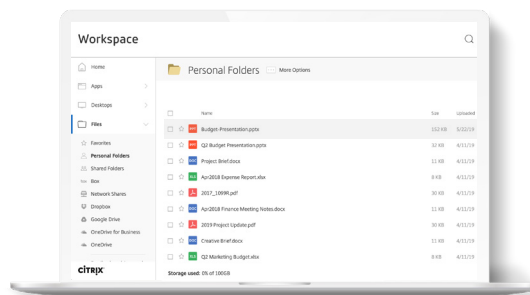 Workspace
Home
Apps
Desktops
Files
Favorites
Personal Folders
Shared Folders
Box
Network Shares
Dropbox
Google Drive
OneDrive for Business
OneDrive
CITRIX
Personal Folders
More Options
Name Size Uploaded
Budget-Presentation.pptx 152 KB 5/22/19
Q2 Budget Presentation.pptx 32 KB 4/11/19
Project Brief.docx 11 KB 4/11/19
Apr2018 Expense Report.xlsx 8 KB 4/11/19
2017_1099R.pdf 30 KB 4/11/19
Apr2018 Finance Meeting Notes.docx 11 KB 4/11/19
2019 Project Update.pdf 30 KB 4/11/19
Creative Brief.docx 11 KB 4/11/19
Q2 Marketing Budget.xlsx 8 KB 4/11/19
Storage used: 0% of 100GB